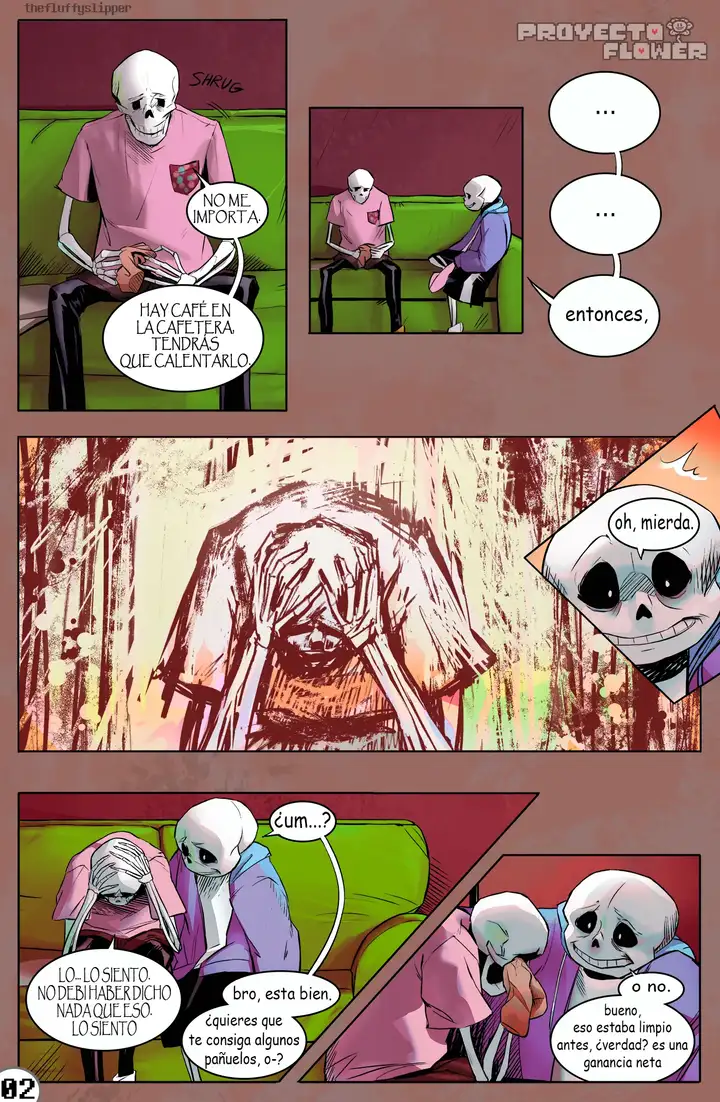 thefluffyslipper
PROYECTO
FLOWER
SHRUG
NO ME
IMPORTA.
HAY CAFÉ EN
LA CAFETERA,
TENDRÁS
QUE CALENTARLO.
...
...
entonces,
oh, mierda.
¿um...?
LO... LO SIENTO.
NO DEBI HABER DICHO
NADA QUE ESO.
LO SIENTO
bro, esta bien.
¿quieres que
te consiga algunos
pañuelos, o-?
o no.
bueno,
eso estaba limpio
antes, ¿verdad? es una
ganancia neta
02